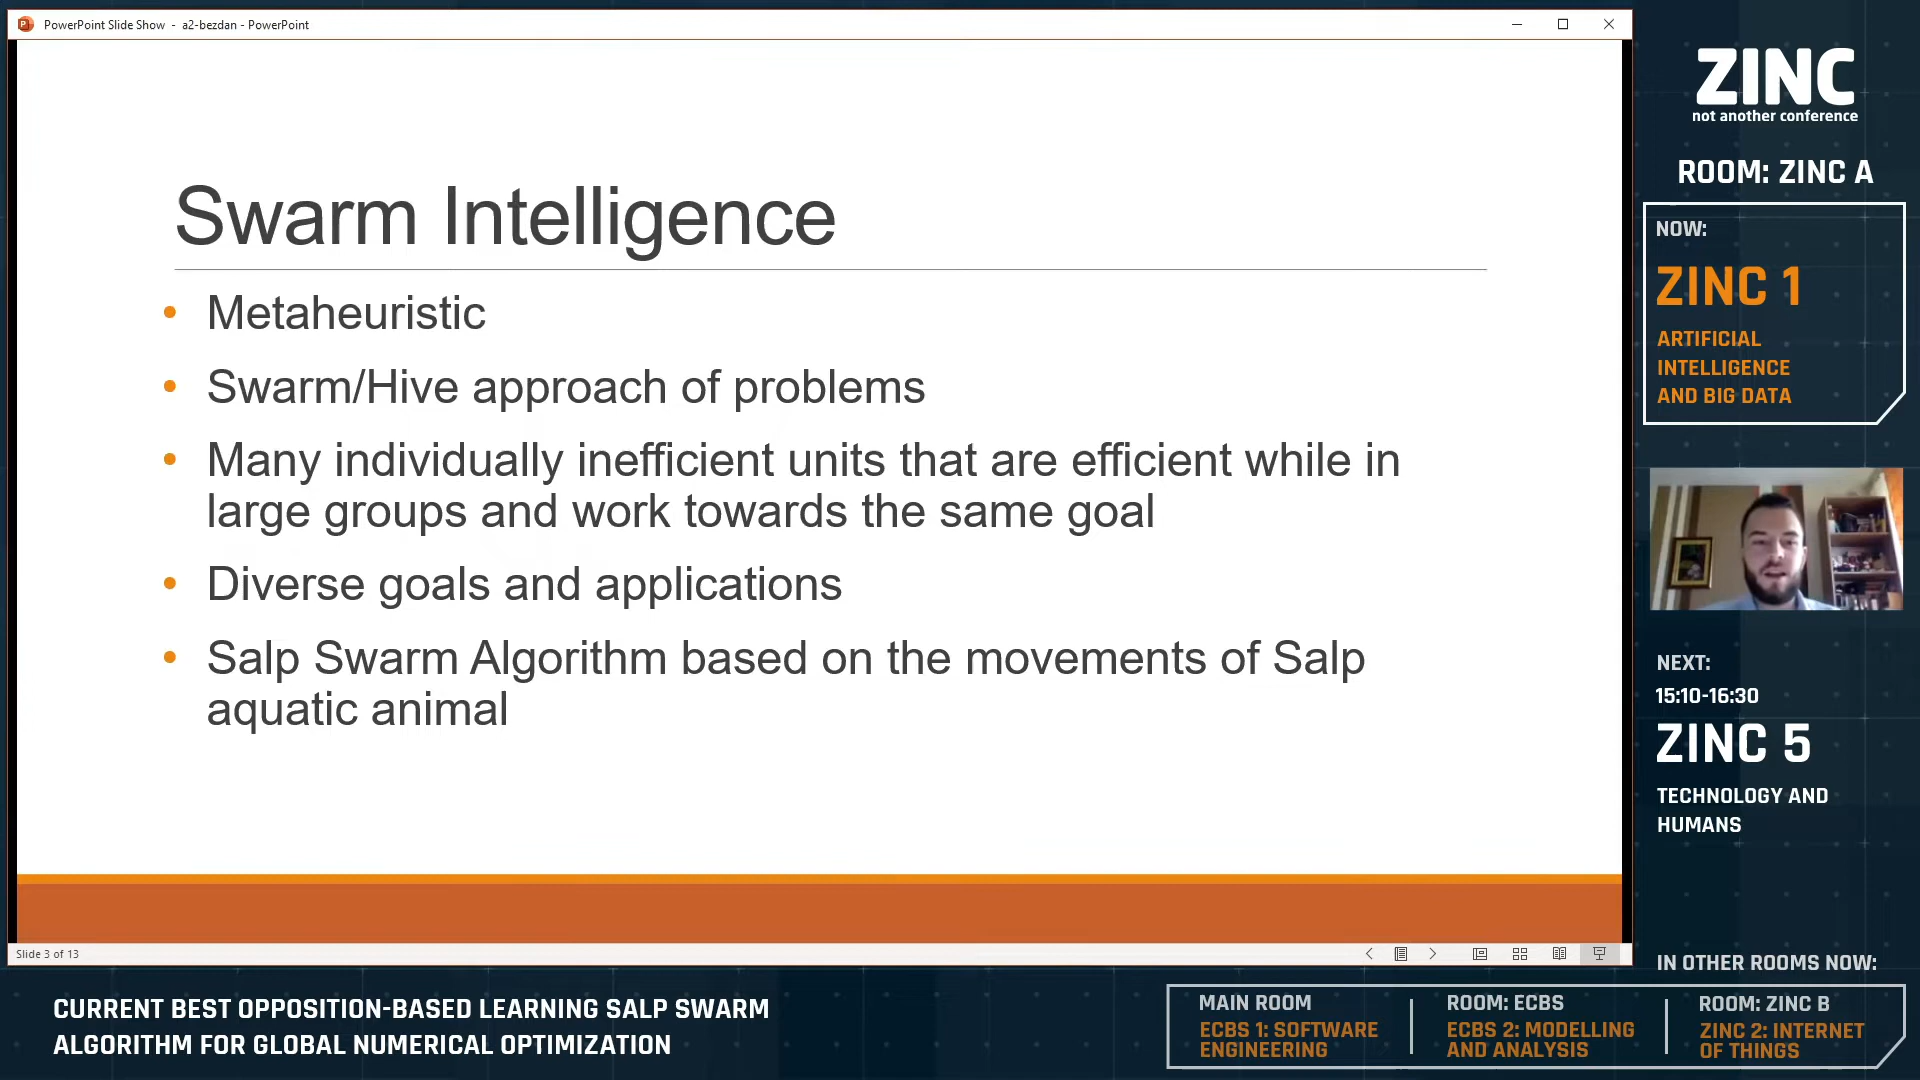 PowerPoint Slide Show - a2-bezdan - PowerPoint
Swarm Intelligence
• Metaheuristic
• Swarm/Hive approach of problems
• Many individually inefficient units that are efficient while in
large groups and work towards the same goal
• Diverse goals and applications
• Salp Swarm Algorithm based on the movements of Salp
aquatic animal
Slide 3 of 13
ZINC
not another conference
ROOM: ZINC A
NOW:
ZINC 1
ARTIFICIAL
INTELLIGENCE
AND BIG DATA
NEXT:
15:10-16:30
ZINC 5
TECHNOLOGY AND
HUMANS
IN OTHER ROOMS NOW:
MAIN ROOM
ECBS 1: SOFTWARE
ENGINEERING
ROOM: ECBS
ECBS 2: MODELLING
AND ANALYSIS
ROOM: ZINC B
ZINC 2: INTERNET
OF THINGS
CURRENT BEST OPPOSITION-BASED LEARNING SALP SWARM
ALGORITHM FOR GLOBAL NUMERICAL OPTIMIZATION